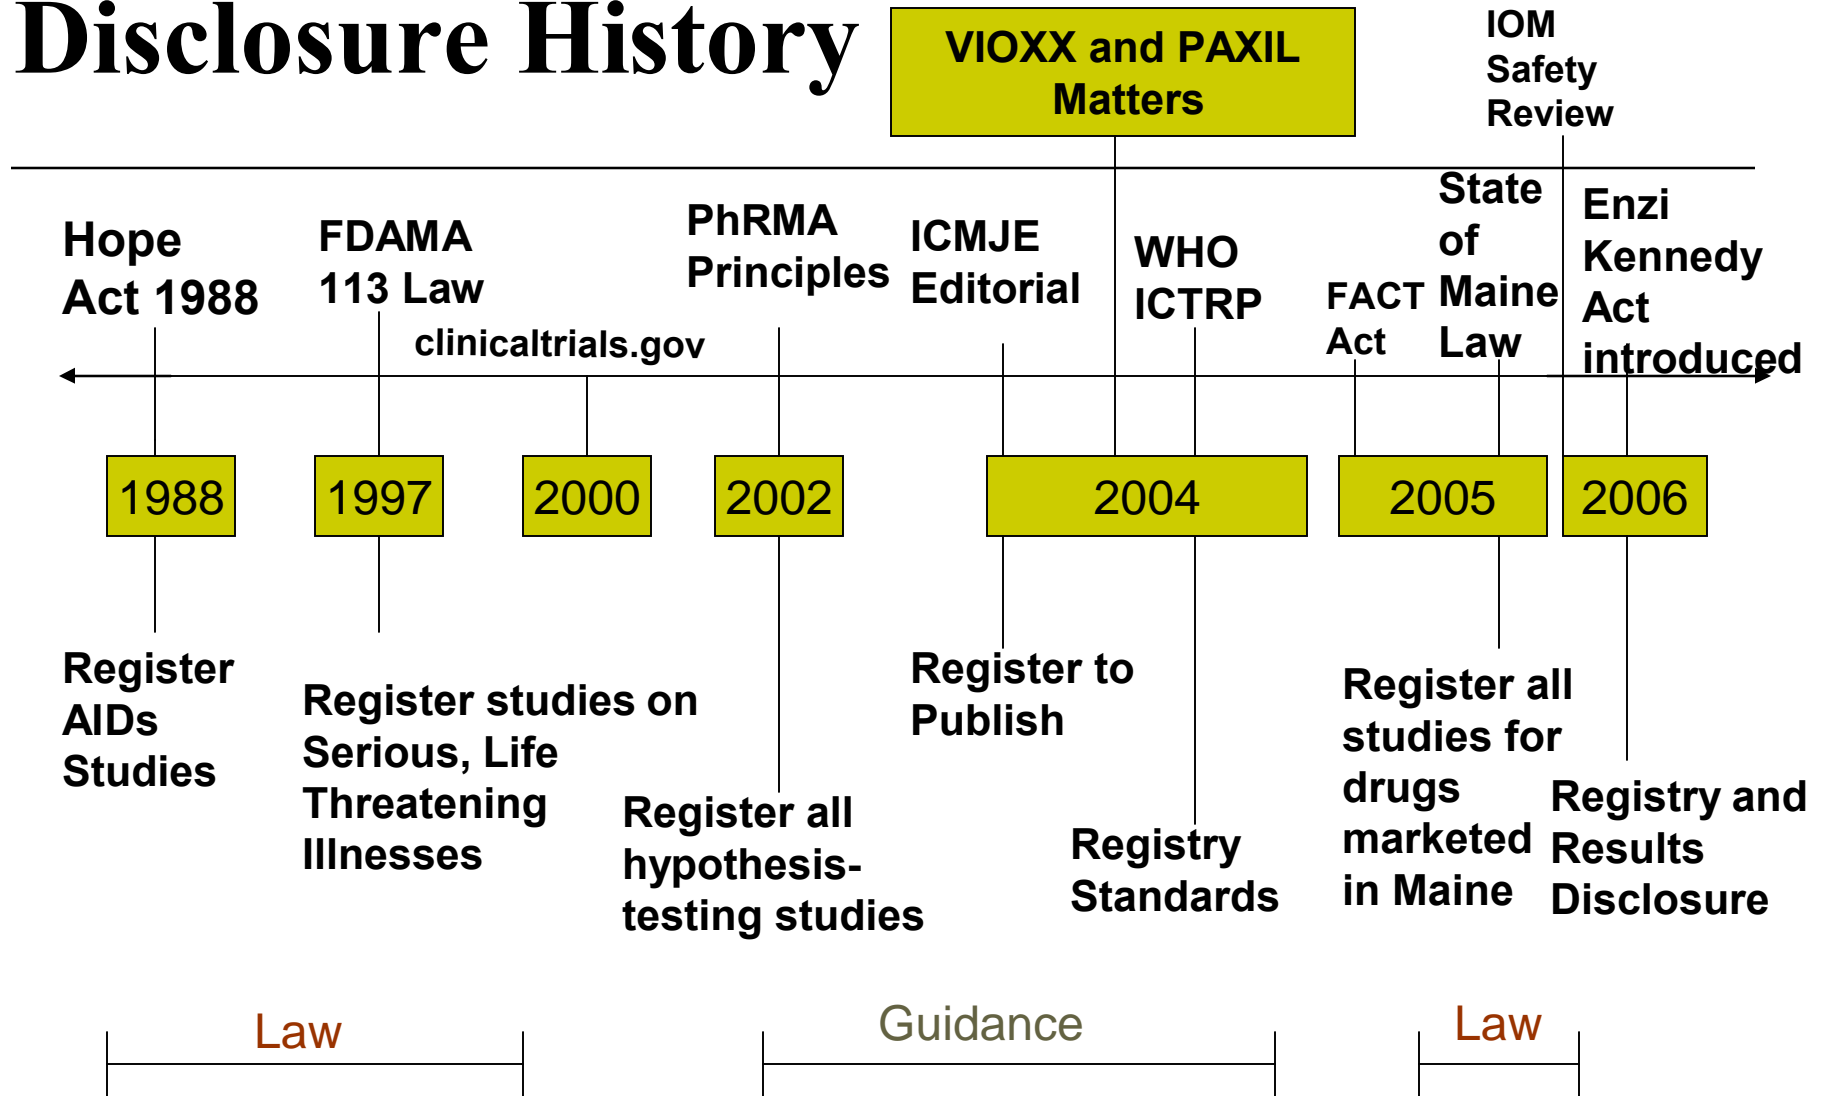 Disclosure History
VIOXX and PAXIL
Matters
IOM
Safety
Review
Hope
Act 1988
FDAMA
113 Law
clinicaltrials.gov
PhRMA
Principles
ICMJE
Editorial
WHO
ICTRP
FACT
Act
State
of
Maine
Law
Enzi
Kennedy
Act
introduced
1988
1997
2000
2002
2004
2005
2006
Register
AIDs
Studies
Register studies on
Serious, Life
Threatening
Illnesses
Register all
hypothesis-
testing studies
Register to
Publish
Registry
Standards
Register all
studies for
drugs
marketed
in Maine
Registry and
Results
Disclosure
Law
Guidance
Law